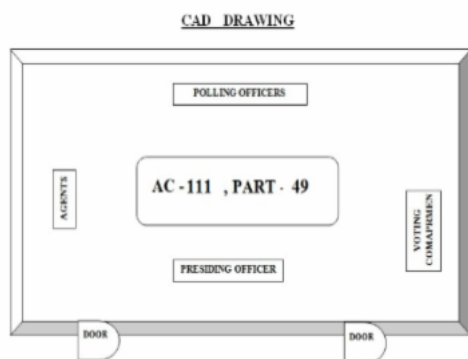 CAD DRAWING
POLLING OFFICERS
AC -111 , PART - 49
AGENTS
VOTING
COMAPRMEN
PRESIDING OFFICER
DOOR
DOOR